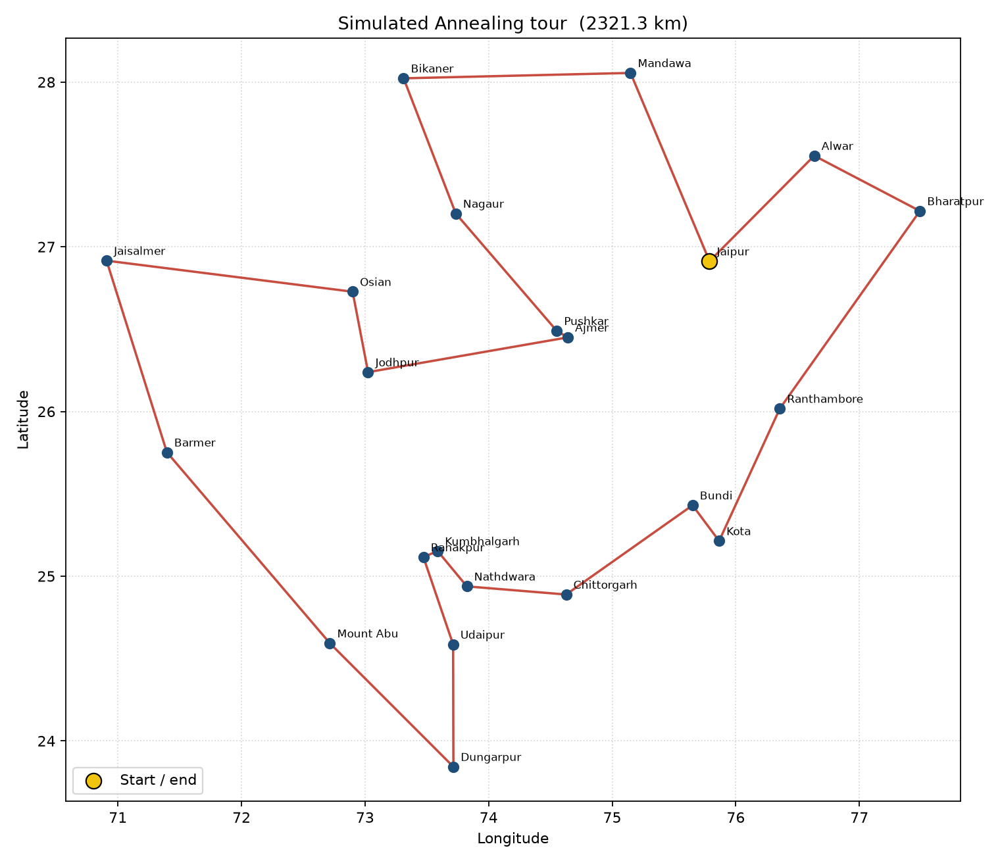 Simulated Annealing tour  (2321.3 km)
Bikaner
Mandawa
28
Alwar
Nagaur
Bharatpur
27
Jaisalmer
Jaipur
Osian
Pushkar
Ajmer
Jodhpur
Latitude
26
Ranthambore
Barmer
Bundi
Kota
Kumbhalgarh
Ranakpur
25
Nathdwara
Chittorgarh
Mount Abu
Udaipur
24
Dungarpur
Start / end
71 72 73 74 75 76 77
Longitude